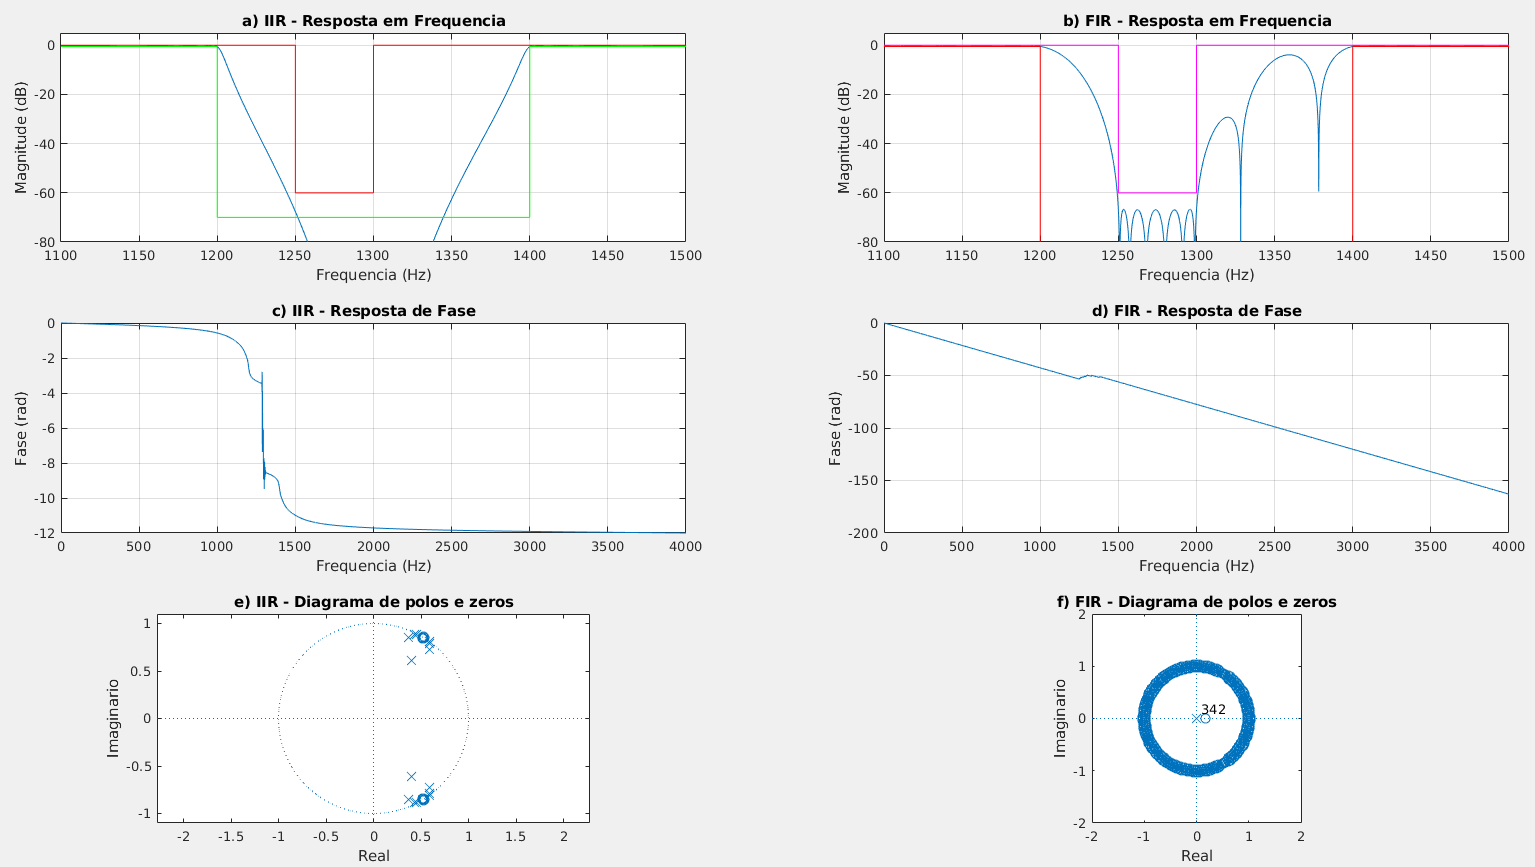 a) IIR - Resposta em Frequencia
0
-20
-40
-60
-80
Magnitude (dB)
1100 1150 1200 1250 1300 1350 1400 1450 1500
Frequencia (Hz)
b) FIR - Resposta em Frequencia
0
-20
-40
-60
-80
Magnitude (dB)
1100 1150 1200 1250 1300 1350 1400 1450 1500
Frequencia (Hz)
c) IIR - Resposta de Fase
0
-2
-4
-6
-8
-10
-12
Fase (rad)
0 500 1000 1500 2000 2500 3000 3500 4000
Frequencia (Hz)
d) FIR - Resposta de Fase
0
-50
-100
-150
-200
Fase (rad)
0 500 1000 1500 2000 2500 3000 3500 4000
Frequencia (Hz)
e) IIR - Diagrama de polos e zeros
1
0.5
0
-0.5
-1
Imaginario
-2 -1.5 -1 -0.5 0 0.5 1 1.5 2
Real
f) FIR - Diagrama de polos e zeros
2
1
0
-1
-2
Imaginario
342
-2 -1 0 1 2
Real